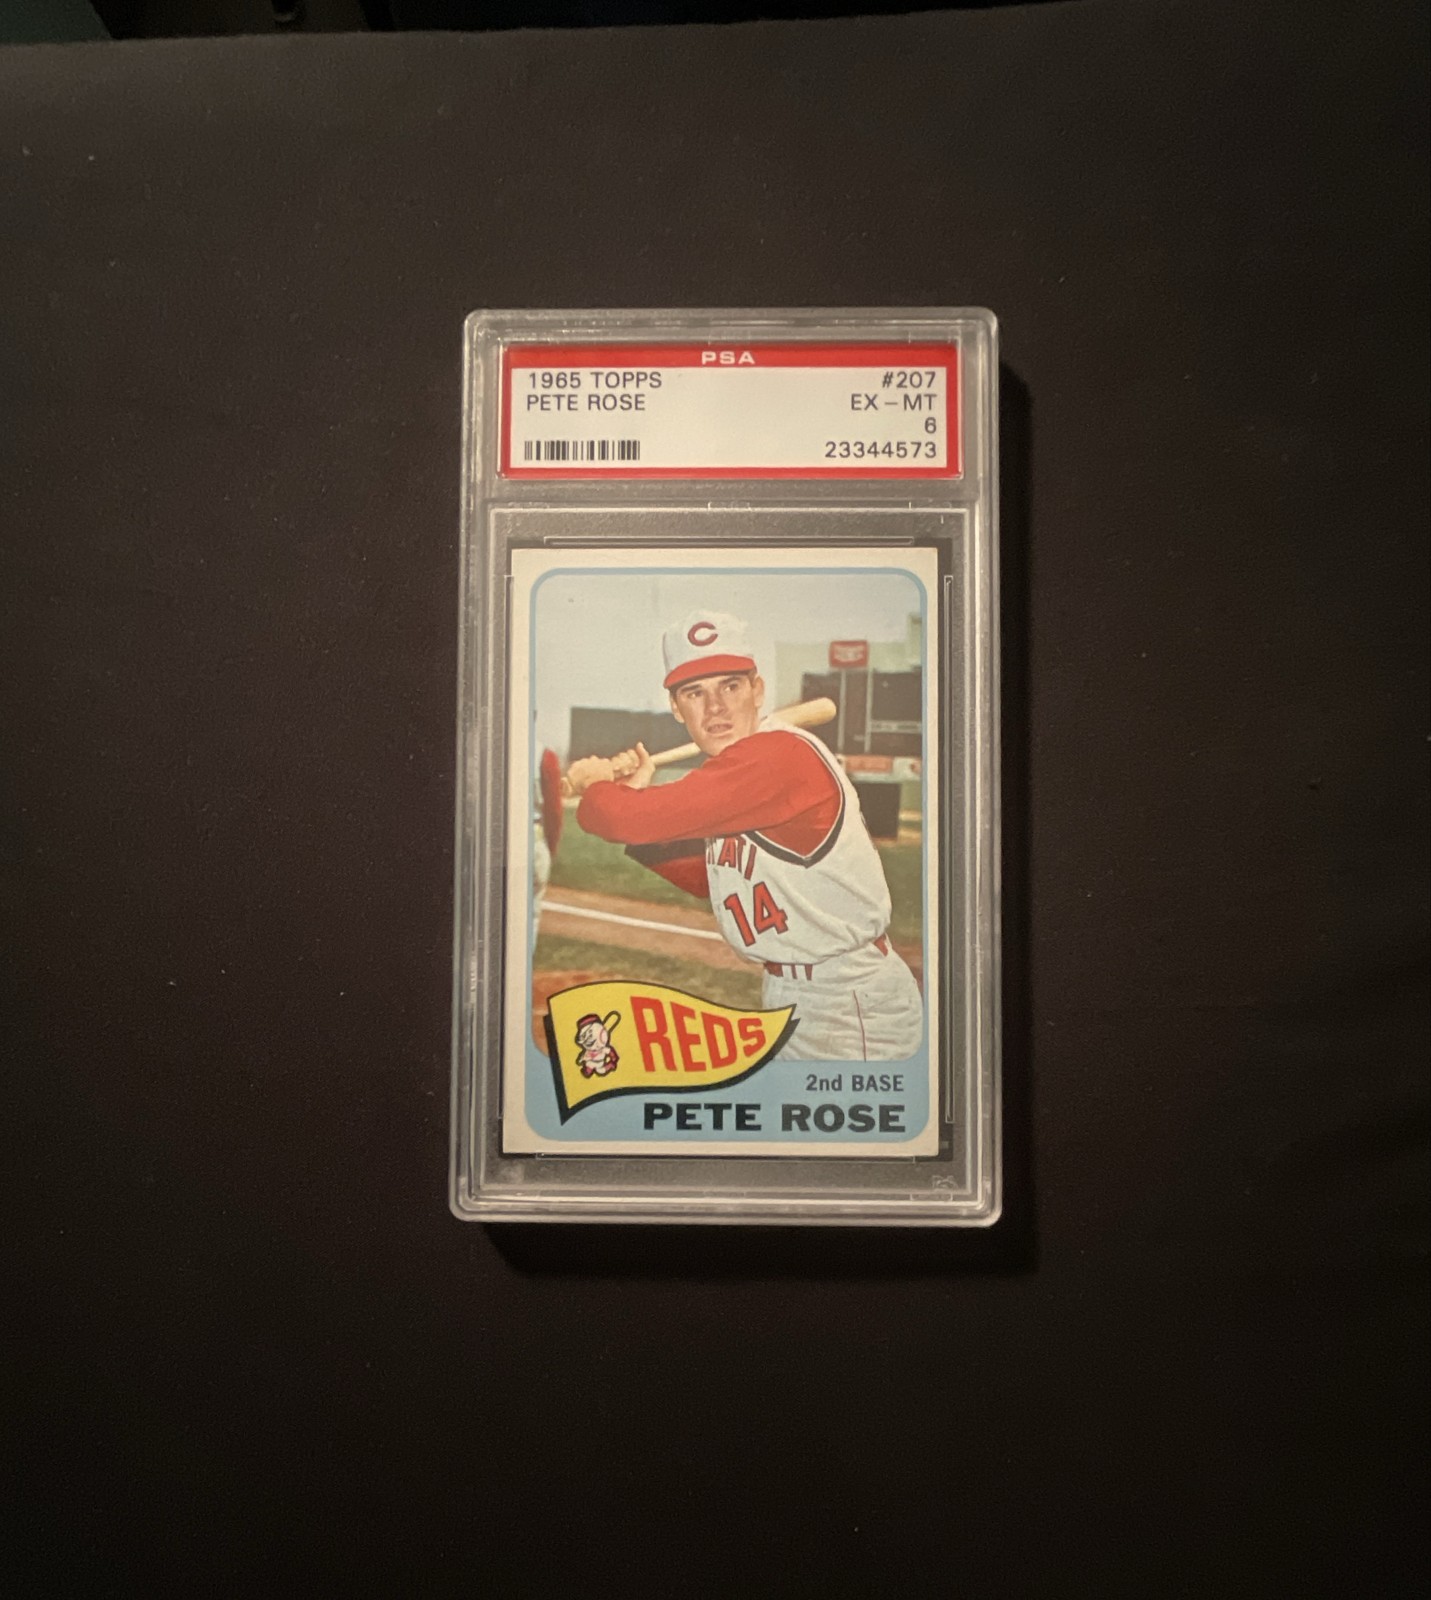 PSA
1965 TOPPS #207
PETE ROSE EX-MT
6
23344573
C
14
REDS
2nd BASE
PETE ROSE